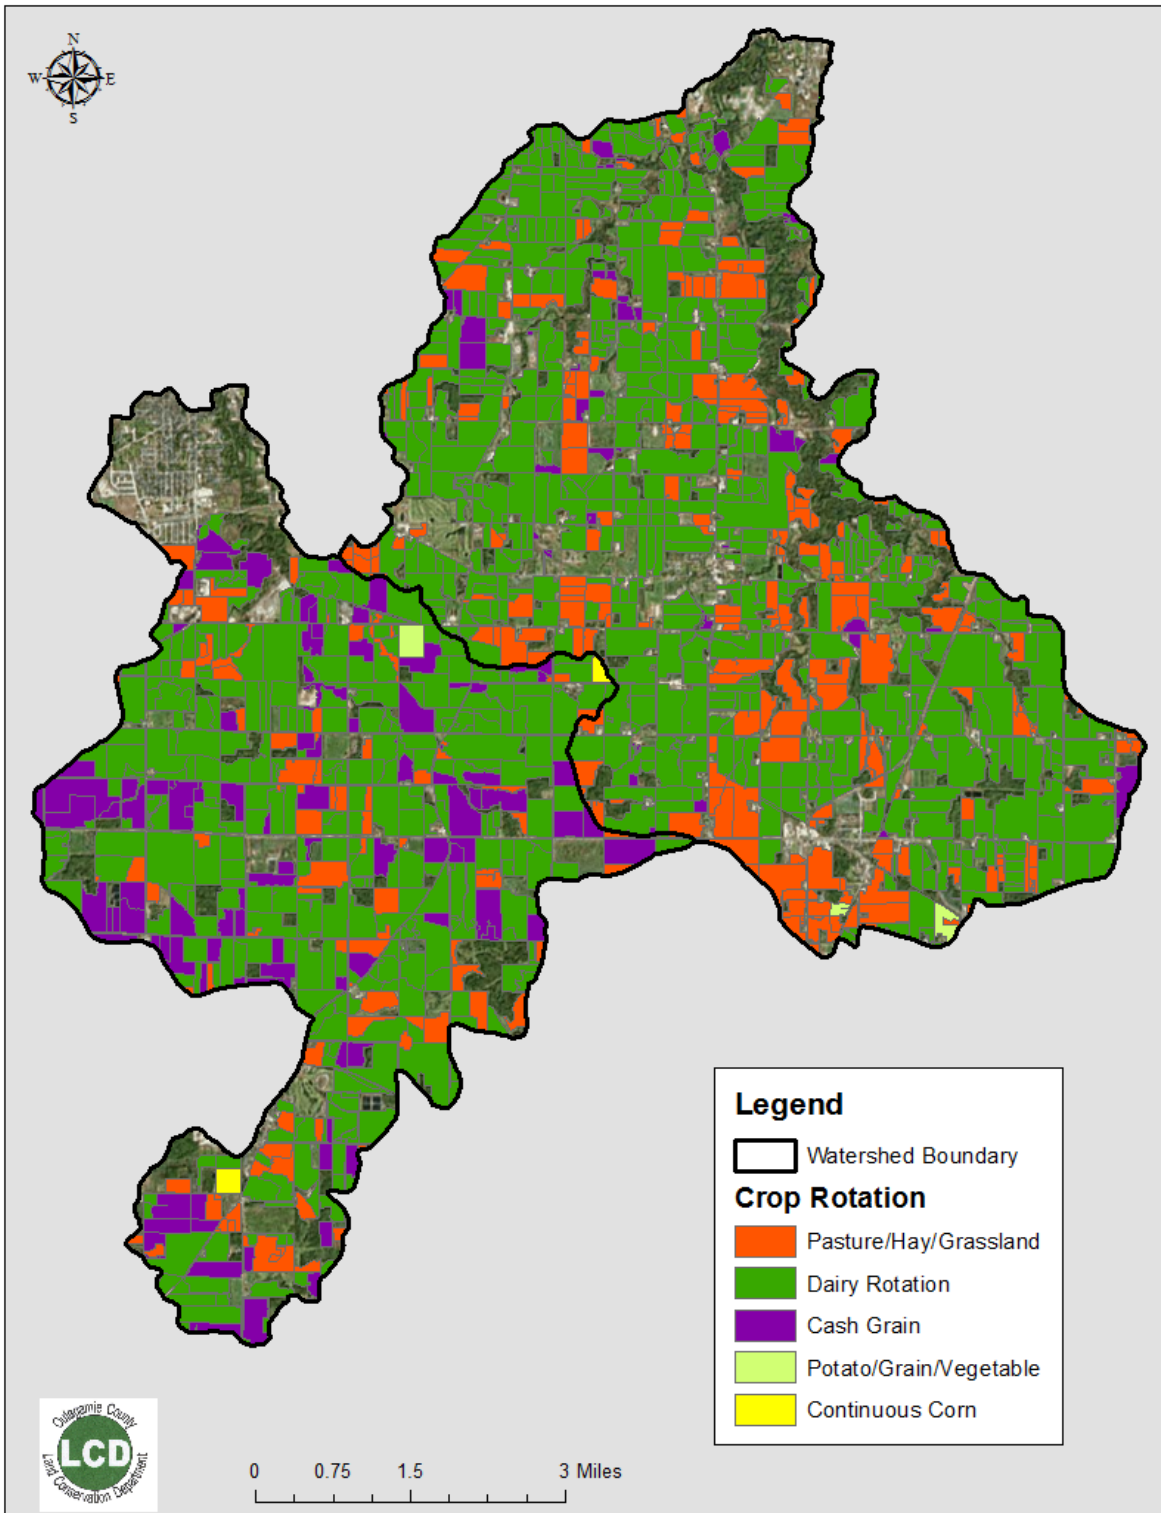 N
W E
S
Legend
Watershed Boundary
Crop Rotation
Pasture/Hay/Grassland
Dairy Rotation
Cash Grain
Potato/Grain/Vegetable
Continuous Corn
Outagamie County
LCD
Land Conservation Department
0 0.75 1.5 3 Miles